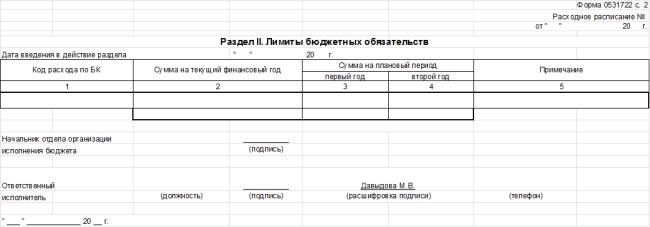 Форма 0531722 с. 2
Расходное расписание №
от " " 20 г.
Раздел II. Лимиты бюджетных обязательств
Дата введения в действие раздела " " 20 г.
Код расхода по БК Сумма на текущий финансовый год Сумма на плановый период Примечание
первый год второй год
1 2 3 4 5
Начальник отдела организации
исполнения бюджета (подпись)
Ответственный Давыдова М.В.
исполнитель (должность) (подпись) (расшифровка подписи) (телефон)
" ___ " ____________ 20 __ г.